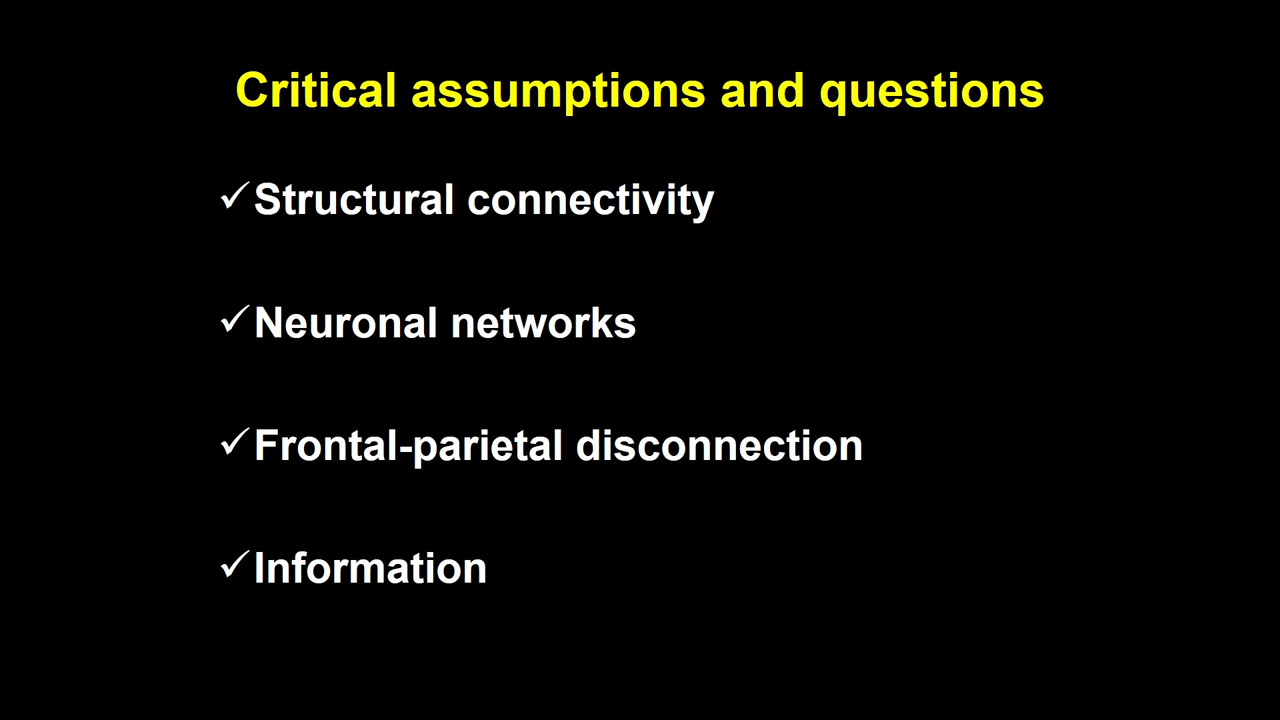 Critical assumptions and questions
✓Structural connectivity
✓Neuronal networks
✓Frontal-parietal disconnection
✓Information